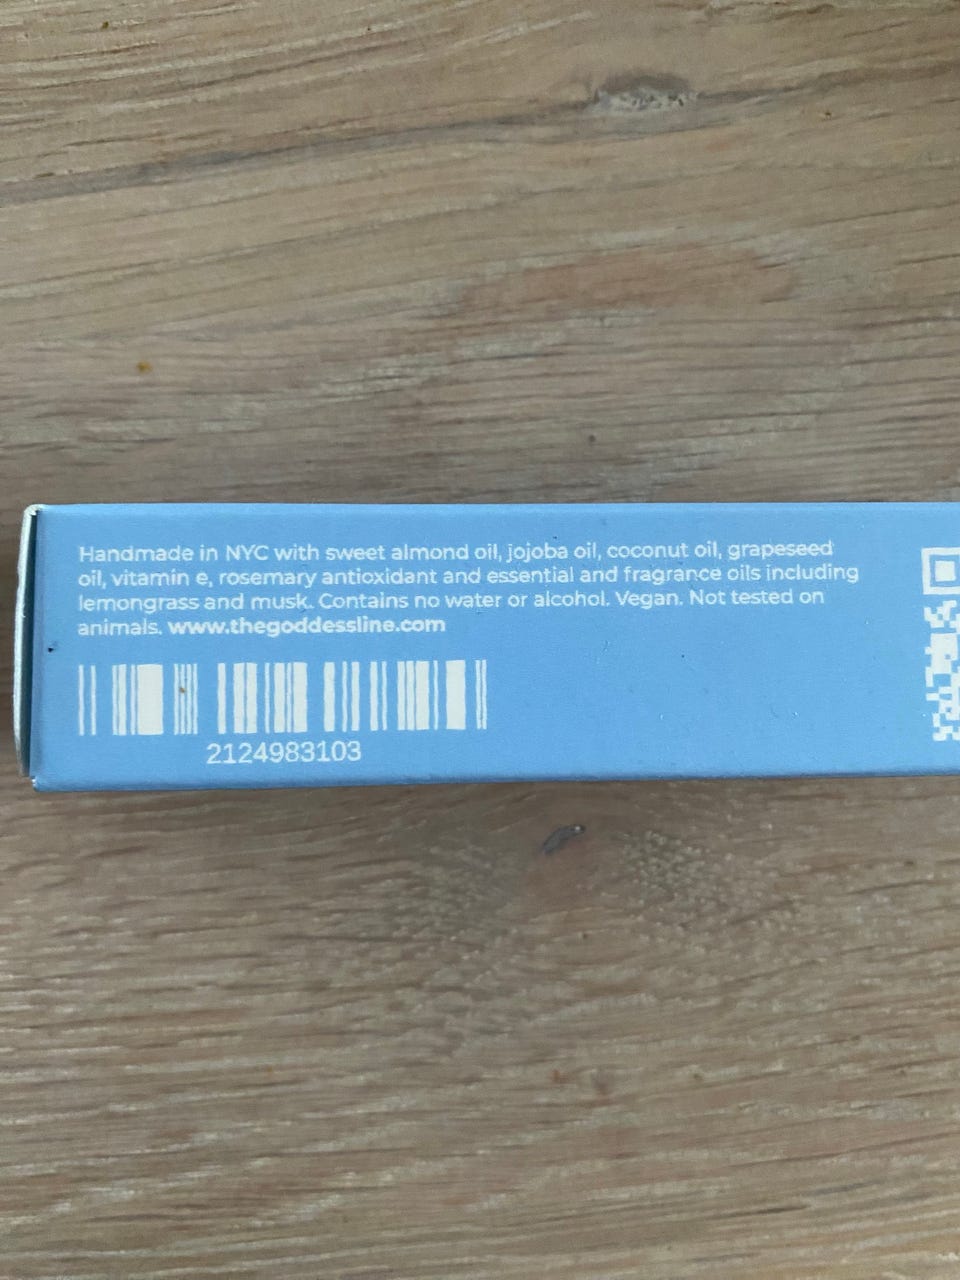 Handmade in NYC with sweet almond oil, jojoba oil, coconut oil, grapeseed
oil, vitamin e, rosemary antioxidant and essential and fragrance oils including
lemongrass and musk. Contains no water or alcohol. Vegan. Not tested on
animals. www.thegoddessline.com
2124983103